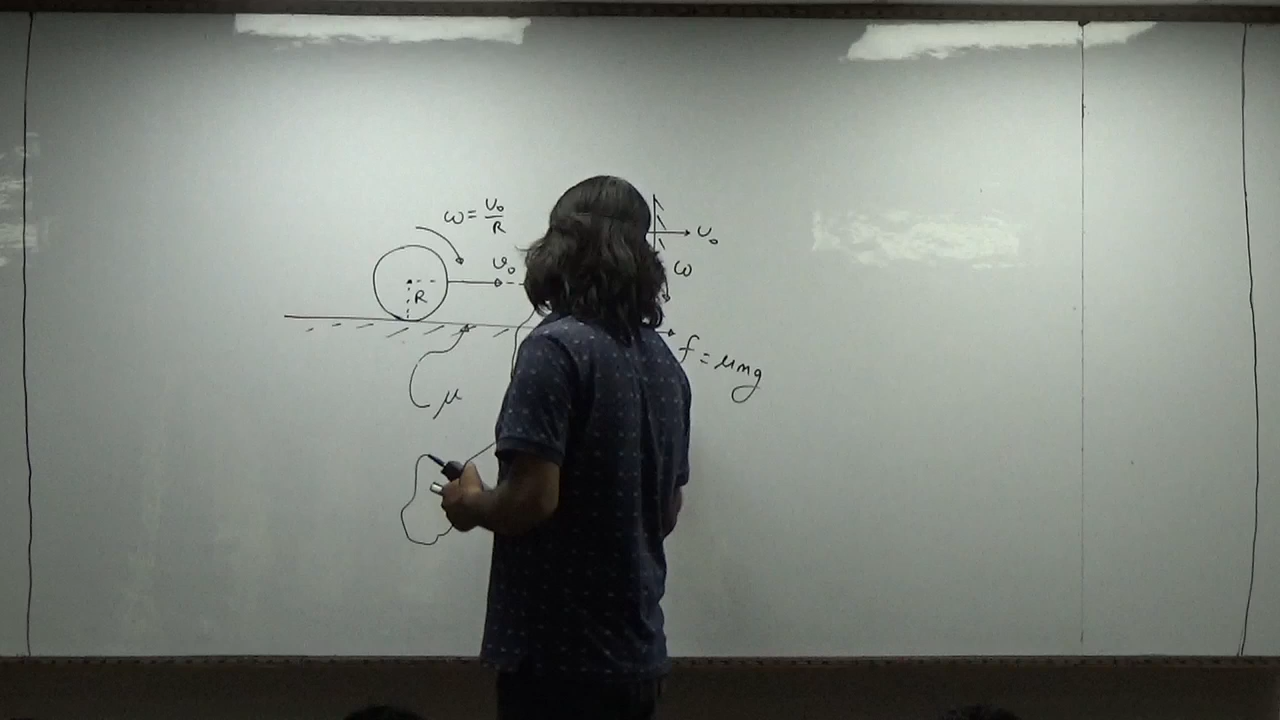 ω = υ₀/R
υ₀
R
μ
υ₀
ω
f = μmg